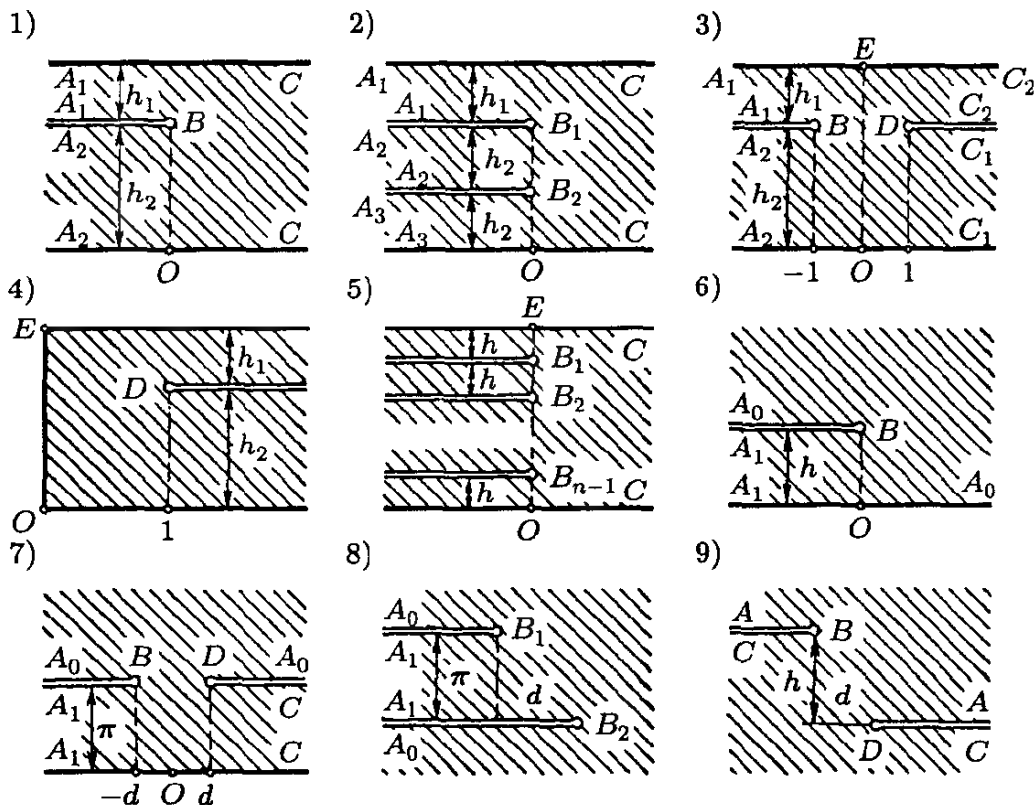 1)
A₁ C
A₁ h₁
B
A₂
h₂
A₂ C
O
2)
A₁ C
A₁ h₁
B₁
A₂ h₂
A₂ B₂
A₃ h₂
A₃ C
O
3)
E
A₁ C₂
A₁ h₁ C₂
B D
A₂ C₁
h₂
A₂ C₁
-1 O 1
4)
E
h₁
D
h₂
O
1
5)
E
h C
B₁
h
B₂
B_{n-1}
h C
O
6)
A₀
B
A₁
h
A₁ A₀
O
7)
A₀ B D A₀
A₁ C
π
A₁ C
-d O d
8)
A₀
B₁
A₁
π
A₁ d
B₂
A₀
9)
A
B
C
h d
A
D C